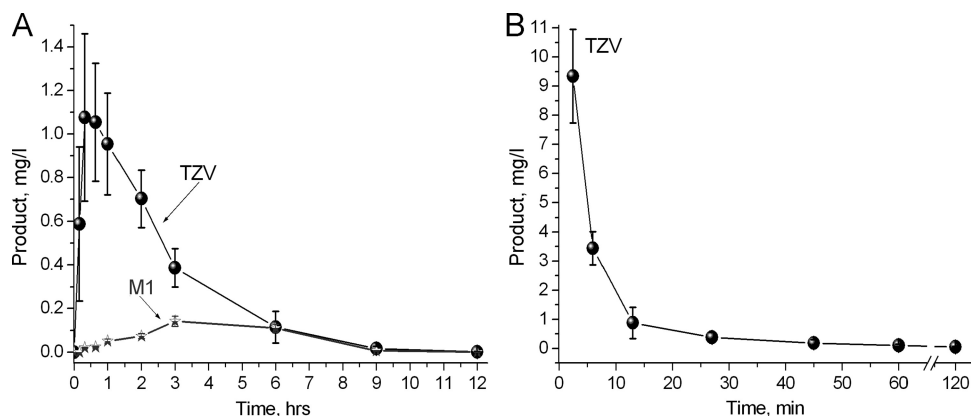 A
Product, mg/l
1.4
1.2
1.0
0.8
0.6
0.4
0.2
0.0
TZV
M1
0 1 2 3 4 5 6 7 8 9 10 11 12
Time, hrs
B
Product, mg/l
11
10
9
8
7
6
5
4
3
2
1
0
TZV
0 10 20 30 40 50 60 120
Time, min